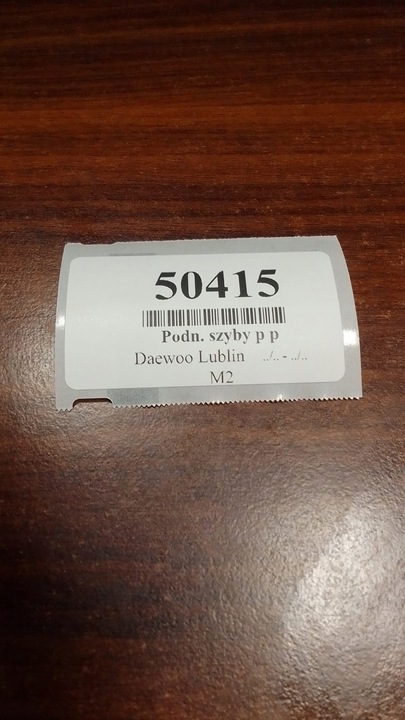 50415
Podn. szyby p p
Daewoo Lublin ../.. - ../..
M2